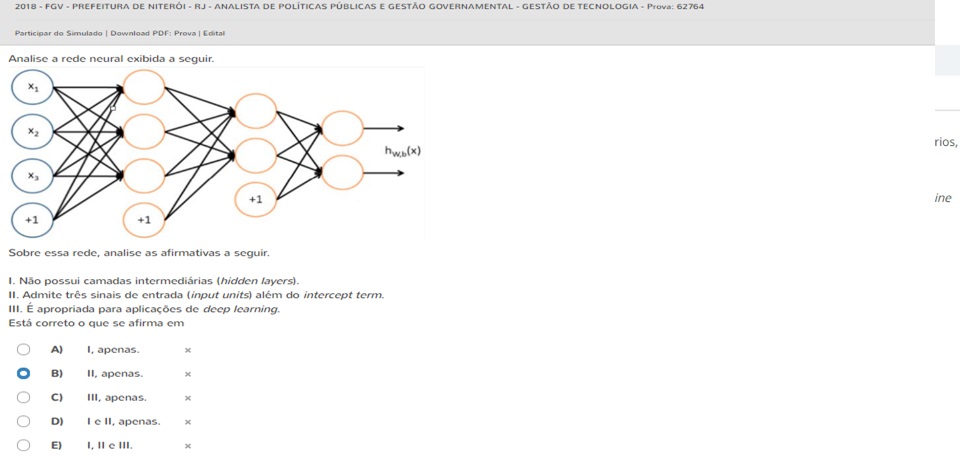 2018 - FGV - PREFEITURA DE NITERÓI - RJ - ANALISTA DE POLÍTICAS PÚBLICAS E GESTÃO GOVERNAMENTAL - GESTÃO DE TECNOLOGIA - Prova: 62764
Participar do Simulado | Download PDF: Prova | Edital
Analise a rede neural exibida a seguir.
x1
x2
x3
+1
+1
+1
hW,b(x)
rios,
ine
Sobre essa rede, analise as afirmativas a seguir.
I. Não possui camadas intermediárias (hidden layers).
II. Admite três sinais de entrada (input units) além do intercept term.
III. É apropriada para aplicações de deep learning.
Está correto o que se afirma em
A) I, apenas. ×
B) II, apenas. ×
C) III, apenas. ×
D) I e II, apenas. ×
E) I, II e III. ×